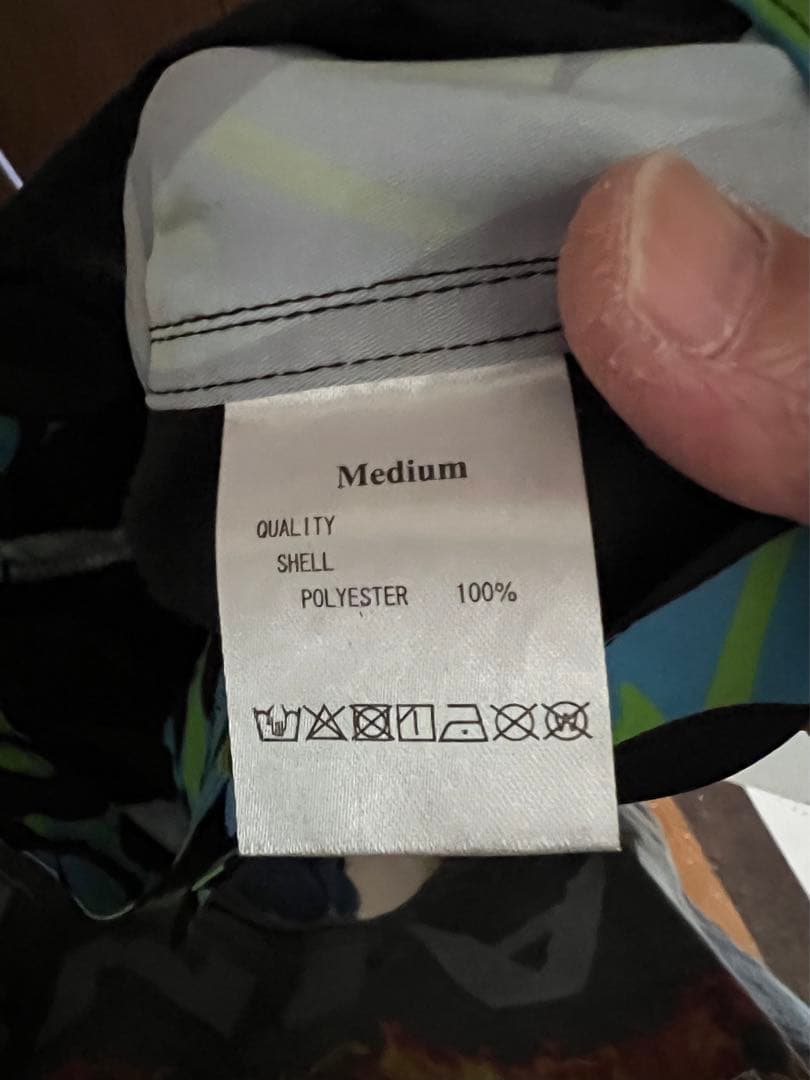 Medium
QUALITY
SHELL
POLYESTER 100%